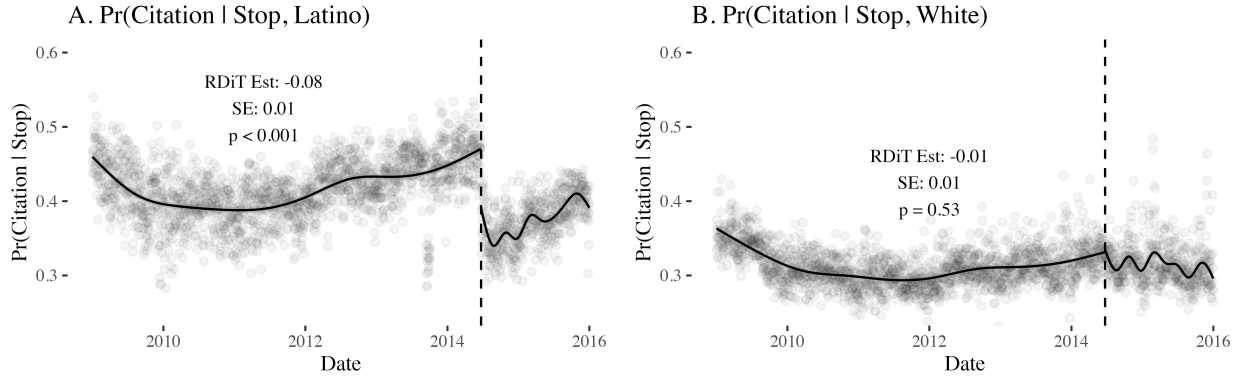 A. Pr(Citation | Stop, Latino)
Pr(Citation | Stop)
0.6
0.5
0.4
0.3
RDiT Est: -0.08
SE: 0.01
p < 0.001
2010
2012
2014
2016
Date
B. Pr(Citation | Stop, White)
Pr(Citation | Stop)
0.6
0.5
0.4
0.3
RDiT Est: -0.01
SE: 0.01
p = 0.53
2010
2012
2014
2016
Date